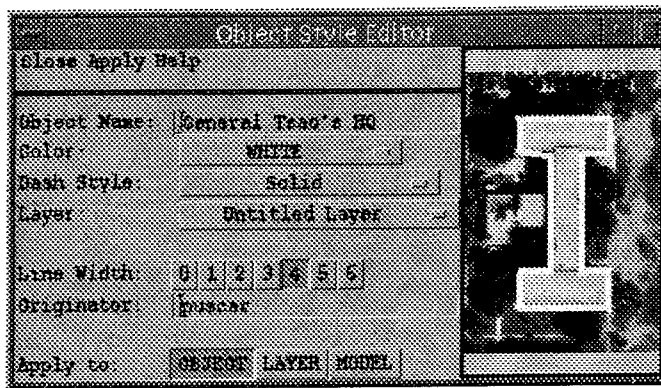 Object Style Editor
Close Apply Help
Object Name: General Tsao's HQ
Color: WHITE
Dash Style: Solid
Layer: Untitled Layer
Line Width: 0 1 2 3 4 5 6
Originator: puscar
Apply to: OBJECT LAYER MODEL